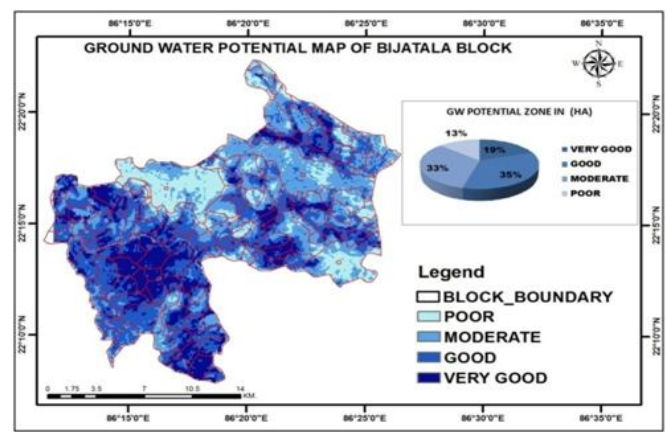 86°15'0"E 86°20'0"E 86°25'0"E 86°30'0"E 86°35'0"E
GROUND WATER POTENTIAL MAP OF BIJATALA BLOCK
N
W E
S
22°20'0"N 22°20'0"N
GW POTENTIAL ZONE IN (HA)
13%
19%
33%
35%
VERY GOOD
GOOD
MODERATE
POOR
22°15'0"N 22°15'0"N
Legend
BLOCK_BOUNDARY
POOR
MODERATE
GOOD
VERY GOOD
22°10'0"N 22°10'0"N
0 1.75 3.5 7 10.5 14
KM.
86°15'0"E 86°20'0"E 86°25'0"E 86°30'0"E 86°35'0"E